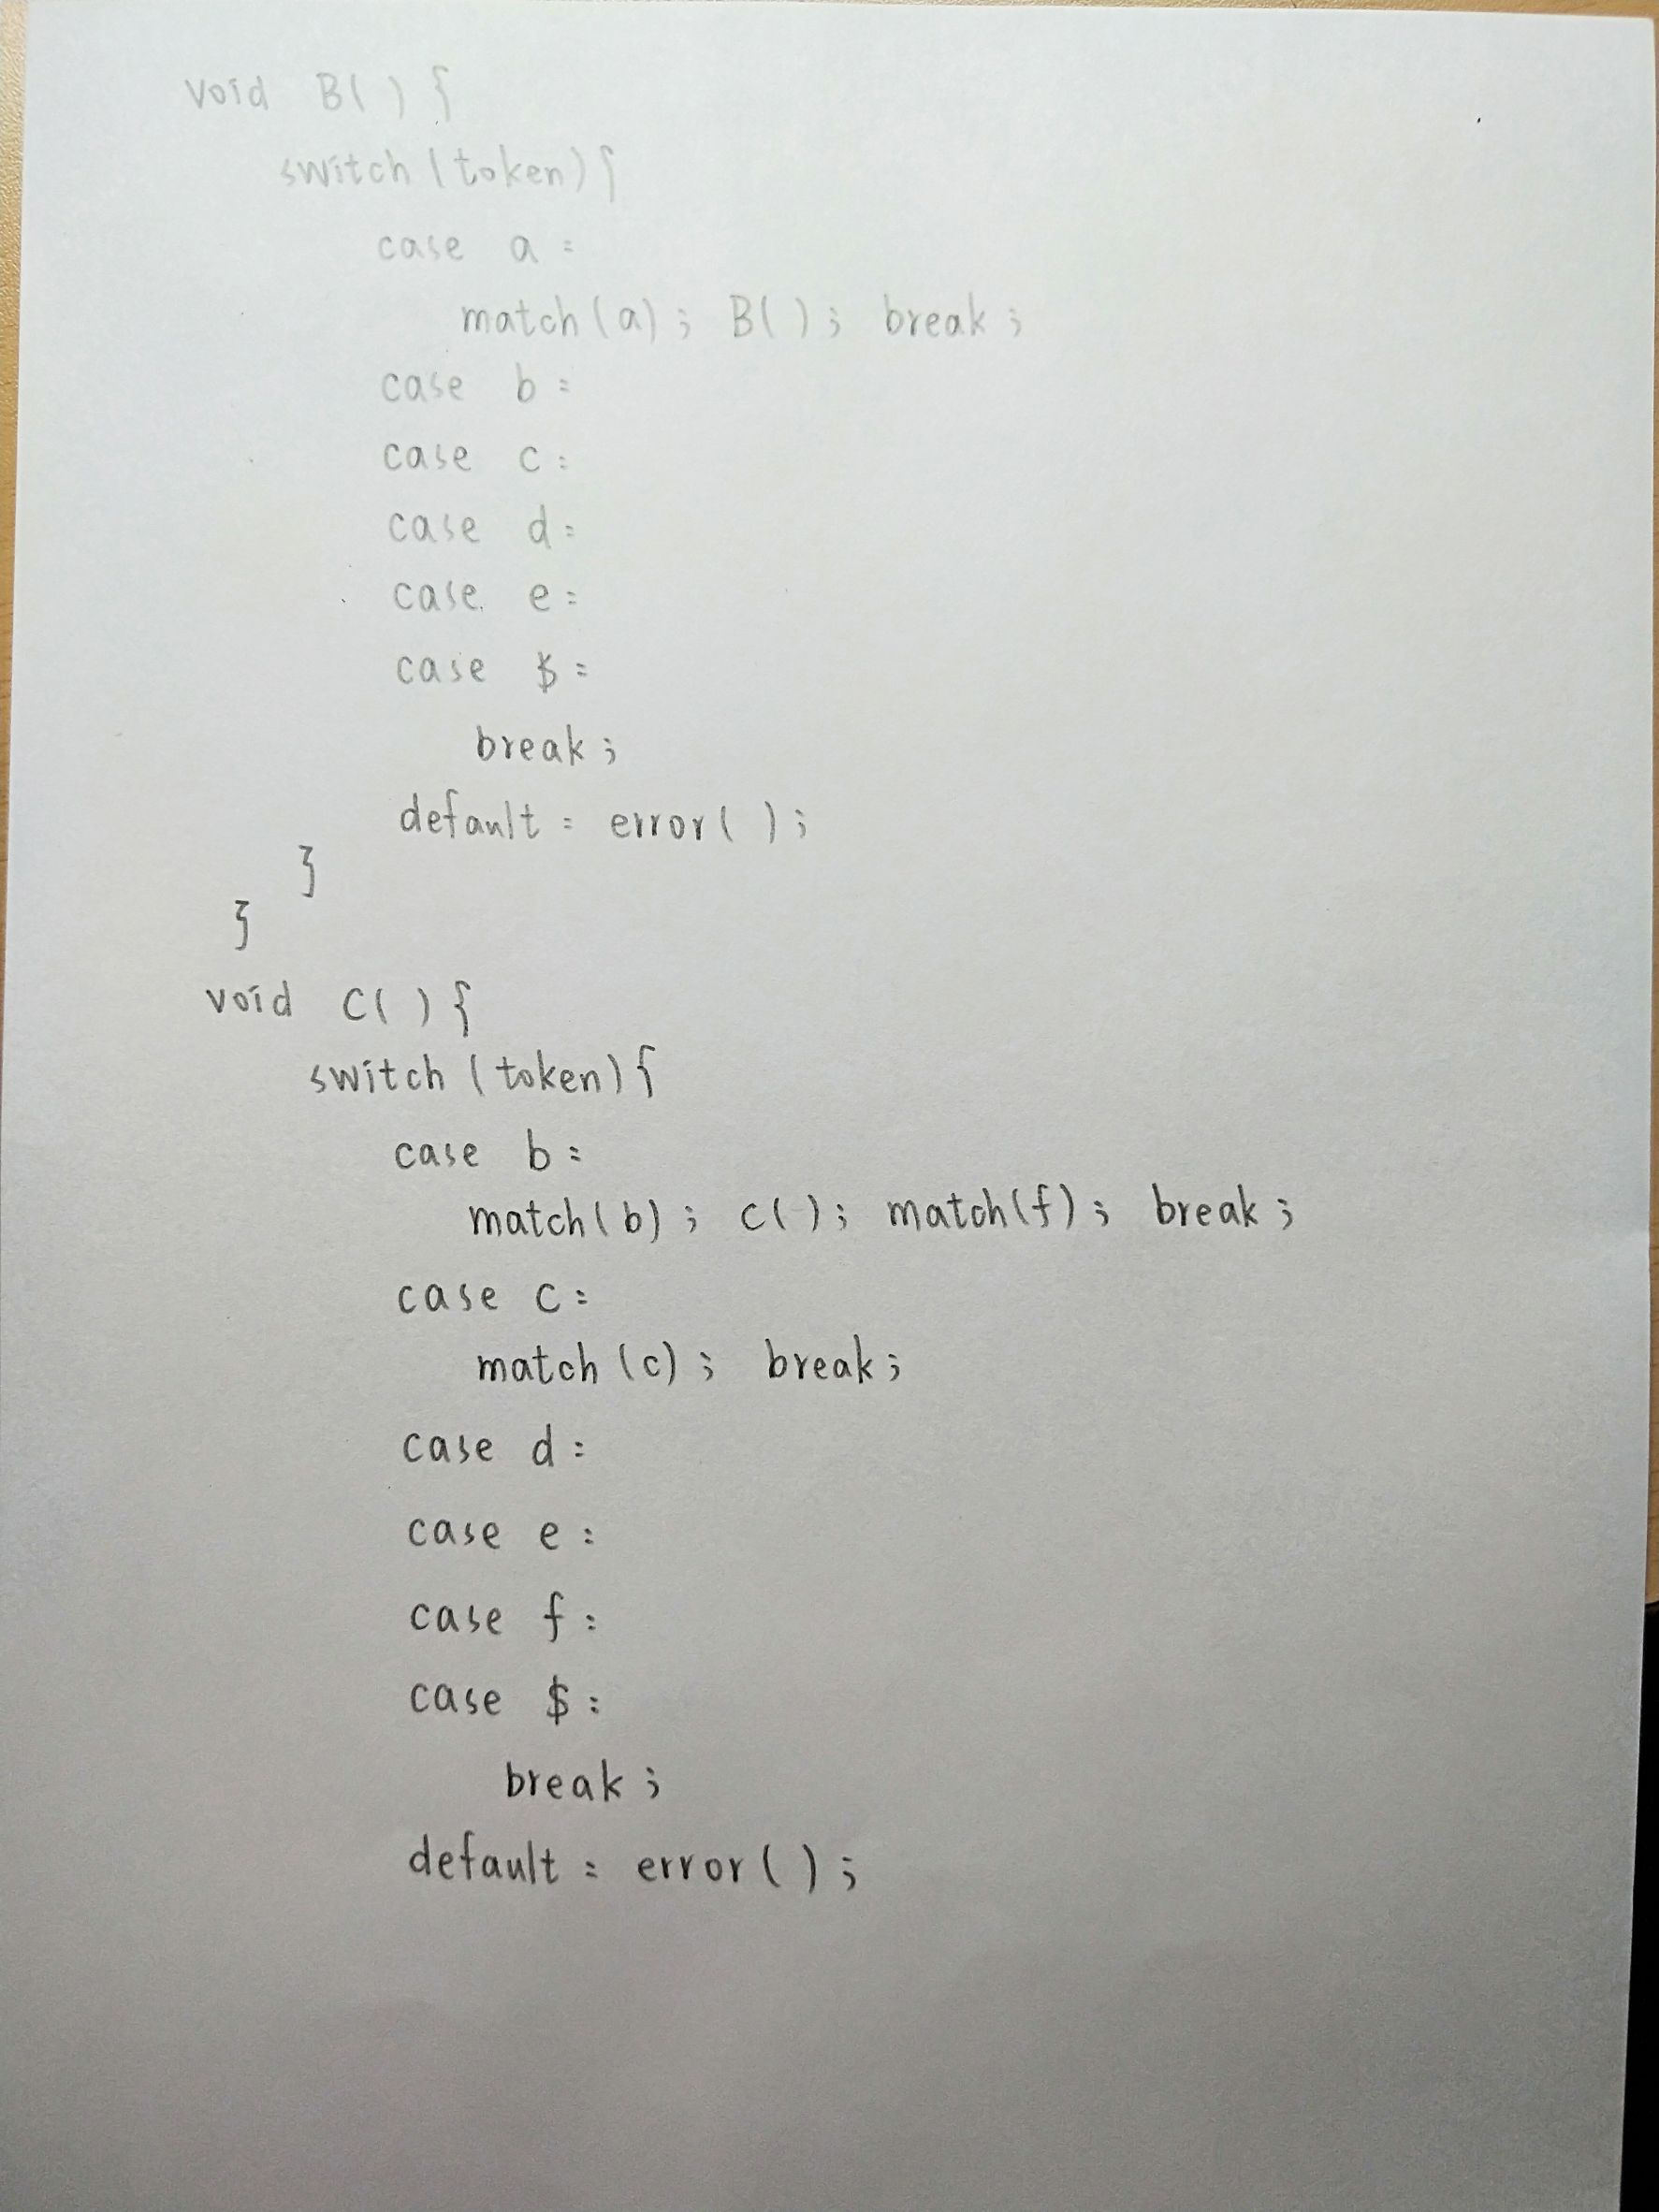 void B( ) {
switch (token) {
case a :
match (a) ; B( ) ; break ;
case b :
case c :
case d :
case e :
case $ :
break ;
default : error( ) ;
}
}
void C( ) {
switch (token) {
case b :
match (b) ; C( ) ; match (f) ; break ;
case c :
match (c) ; break ;
case d :
case e :
case f :
case $ :
break ;
default : error ( ) ;